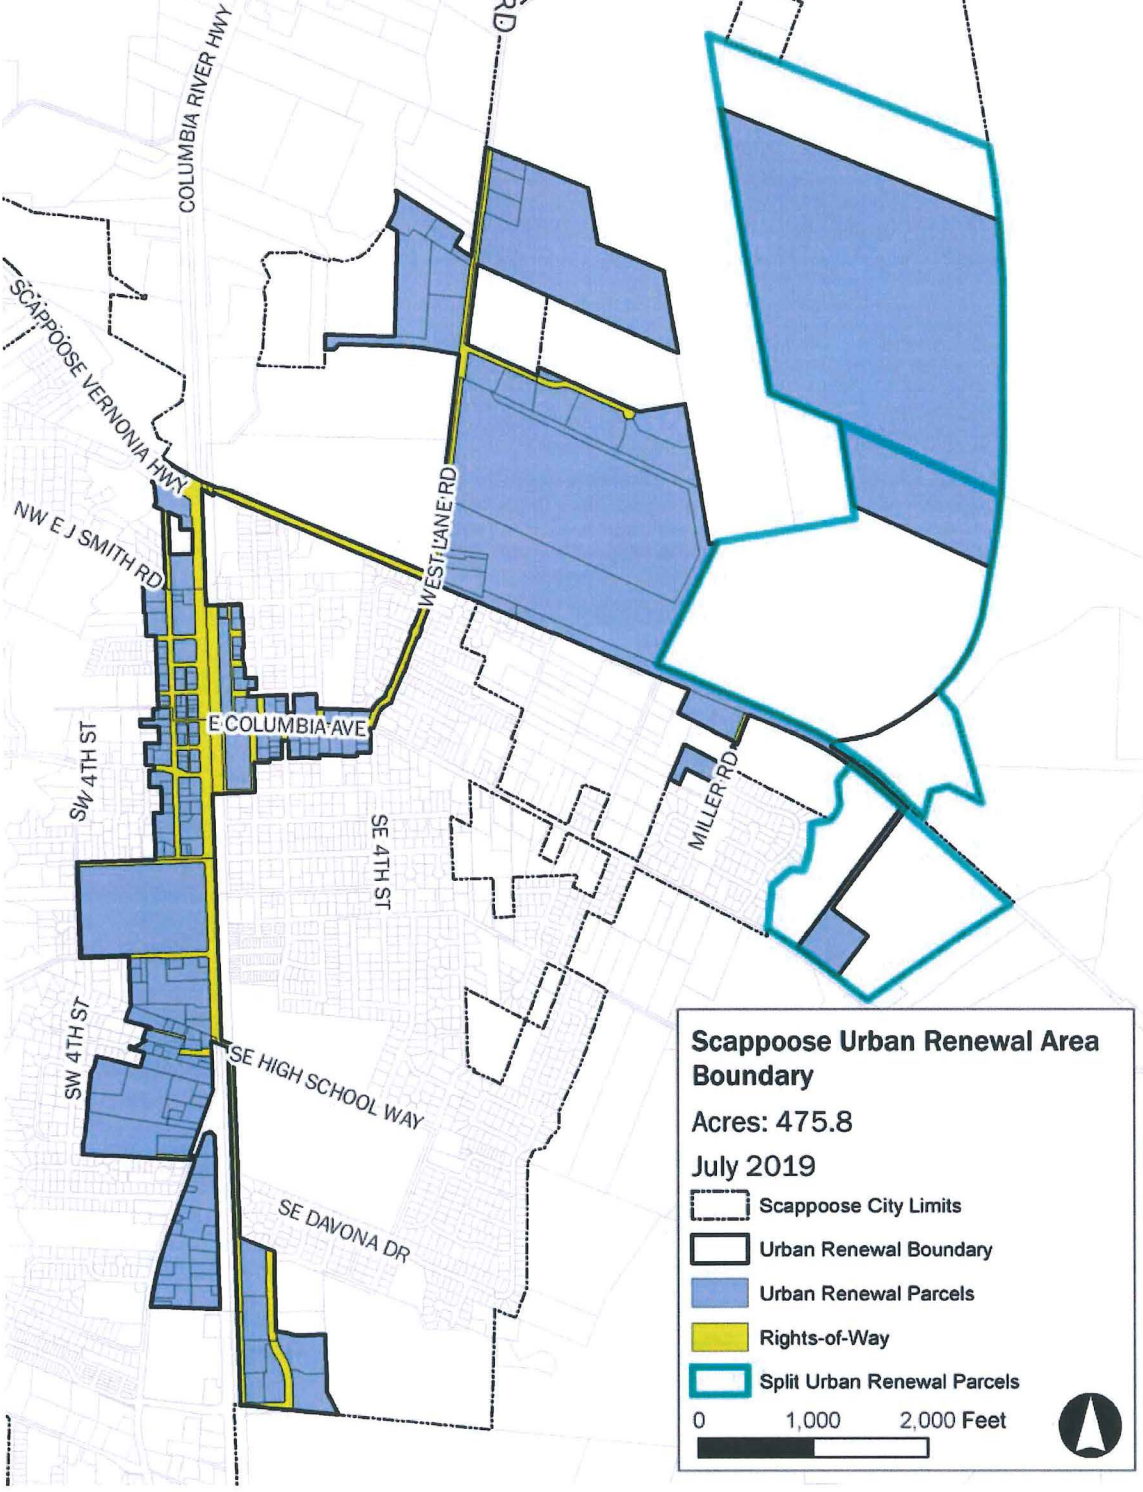 RD
COLUMBIA RIVER HWY
SCAPPOOSE VERNONIA HWY
NW E J SMITH RD
WEST LANE RD
E COLUMBIA AVE
SW 4TH ST
SE 4TH ST
MILLER RD
SW 4TH ST
SE HIGH SCHOOL WAY
SE DAVONA DR
Scappoose Urban Renewal Area
Boundary
Acres: 475.8
July 2019
Scappoose City Limits
Urban Renewal Boundary
Urban Renewal Parcels
Rights-of-Way
Split Urban Renewal Parcels
0 1,000 2,000 Feet